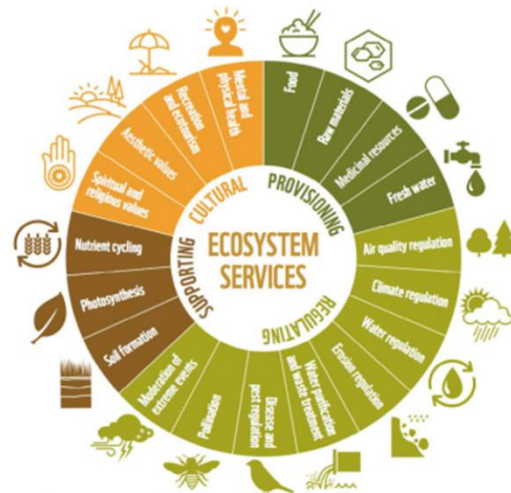 ECOSYSTEM
SERVICES
PROVISIONING
Food
Raw materials
Medicinal resources
Fresh water
REGULATING
Air quality regulation
Climate regulation
Water regulation
Erosion regulation
Water purification
and waste treatment
Disease and
pest regulation
Pollination
Moderation of
extreme events
SUPPORTING
Soil formation
Photosynthesis
Nutrient cycling
CULTURAL
Spiritual and
religious values
Aesthetic values
Recreation
and ecotourism
Mental and
physical health